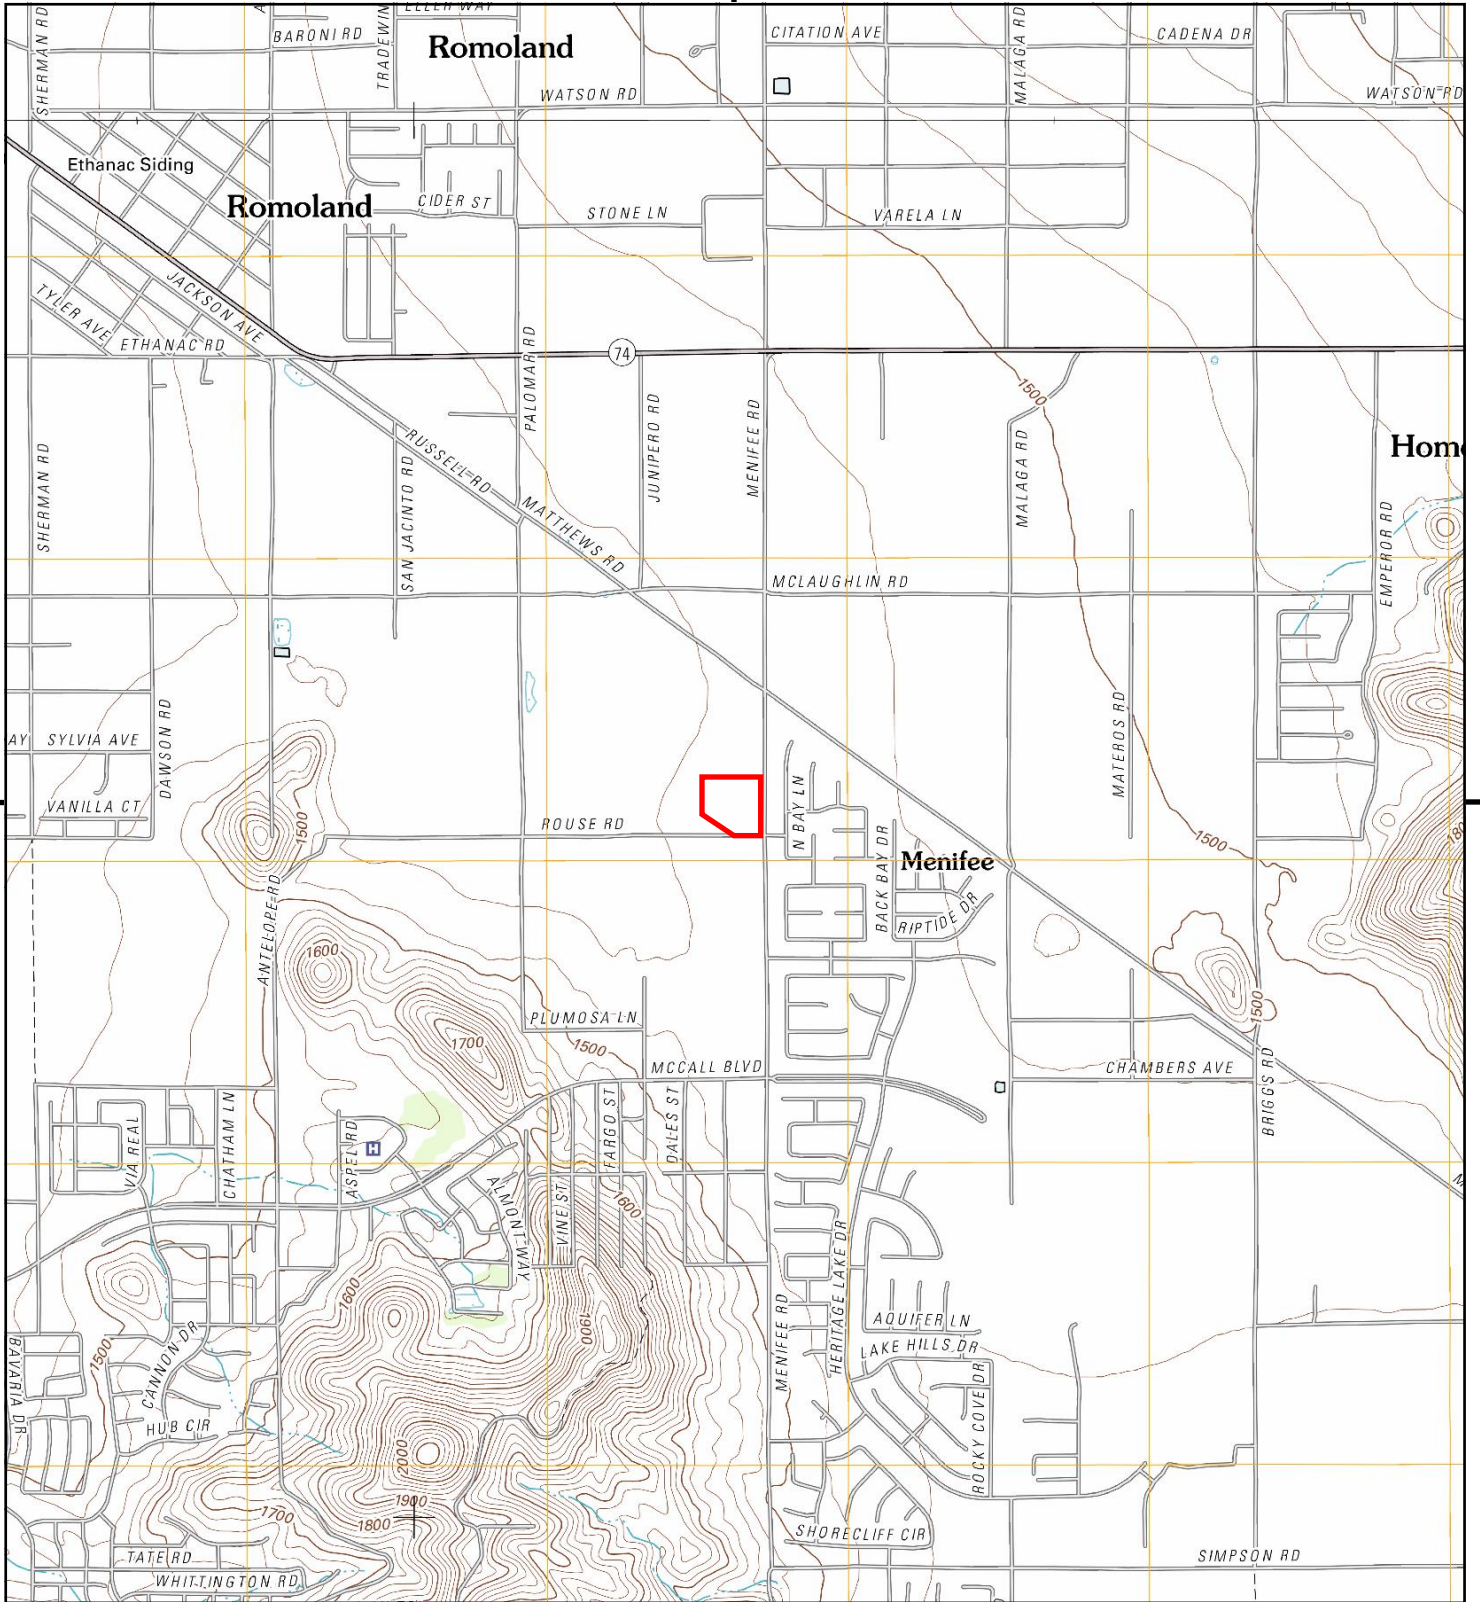 SHERMAN RD
BARONI RD
TRADEWIN
ELLER WAY
Romoland
CITATION AVE
MALAGA RD
CADENA DR
WATSON RD
WATSON RD
Ethanac Siding
Romoland
CIDER ST
STONE LN
VARELA LN
JACKSON AVE
TYLER AVE
ETHANAC RD
PALOMAR RD
74
1500
SHERMAN RD
RUSSELL RD
SAN JACINTO RD
MATTHEWS RD
JUNIPERO RD
MENIFEE RD
MALAGA RD
Hom
EMPEROR RD
MCLAUGHLIN RD
AY
SYLVIA AVE
DAWSON RD
VANILLA CT
1500
ROUSE RD
N BAY LN
BACK BAY DR
Menifee
RIPTIDE DR
MATEROS RD
1500
180
ANTELOPE RD
1600
1700
PLUMOSA LN
1500
MCCALL BLVD
CHAMBERS AVE
1500
BRIGGS RD
VIA REAL
CHATHAM LN
ASPEL RD
H
FARGO ST
DALES ST
ALMONT WAY
VINE ST
1600
M
1600
1900
HERITAGE LAKE DR
MENIFEE RD
AQUIFER LN
LAKE HILLS DR
ROCKY COVE DR
BAVARIA DR
1500
CANNON DR
HUB CIR
2000
1900
1800
1700
SHORECLIFF CIR
SIMPSON RD
TATE RD
WHITTINGTON RD